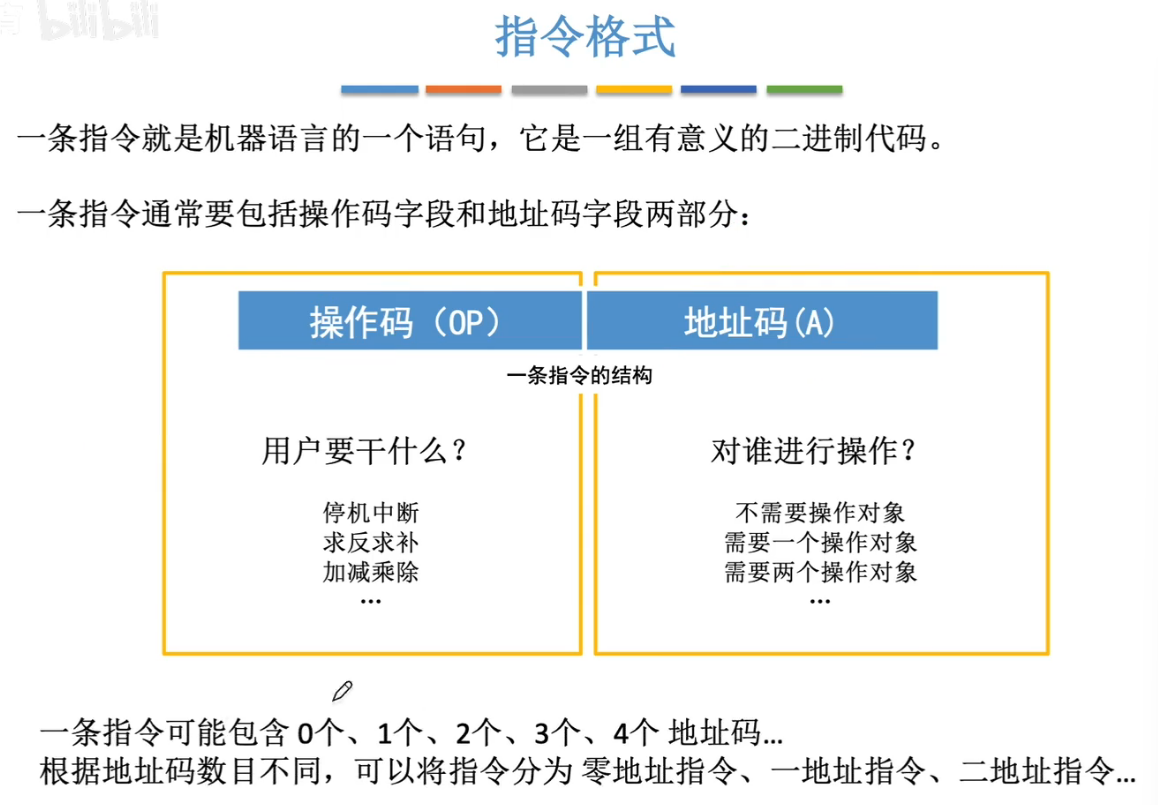 bilibili
指令格式
一条指令就是机器语言的一个语句，它是一组有意义的二进制代码。
一条指令通常要包括操作码字段和地址码字段两部分：
操作码（OP） 地址码(A)
一条指令的结构
用户要干什么？ 对谁进行操作？
停机中断 不需要操作对象
求反求补 需要一个操作对象
加减乘除 需要两个操作对象
... ...
一条指令可能包含 0个、1个、2个、3个、4个 地址码...
根据地址码数目不同，可以将指令分为 零地址指令、一地址指令、二地址指令...